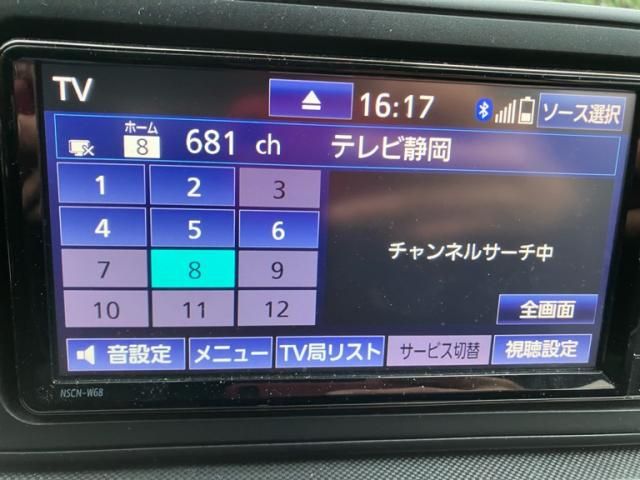 TV 16:17 ソース選択
ホーム
8 681 ch テレビ静岡
1 2 3
4 5 6
チャンネルサーチ中
7 8 9
10 11 12 全画面
音設定 メニュー TV局リスト サービス切替 視聴設定
NSCN-W68